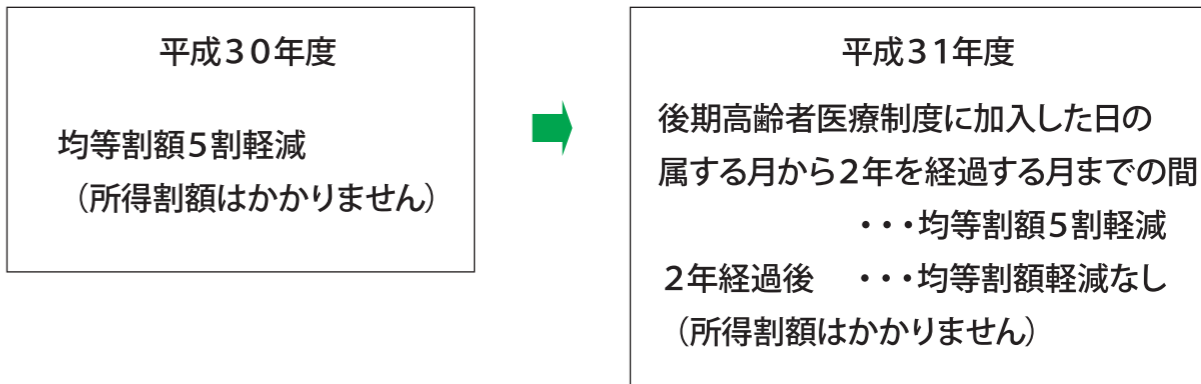 平成３０年度
均等割額５割軽減
（所得割額はかかりません）
平成３１年度
後期高齢者医療制度に加入した日の
属する月から２年を経過する月までの間
・・・均等割額５割軽減
２年経過後　・・・均等割額軽減なし
（所得割額はかかりません）